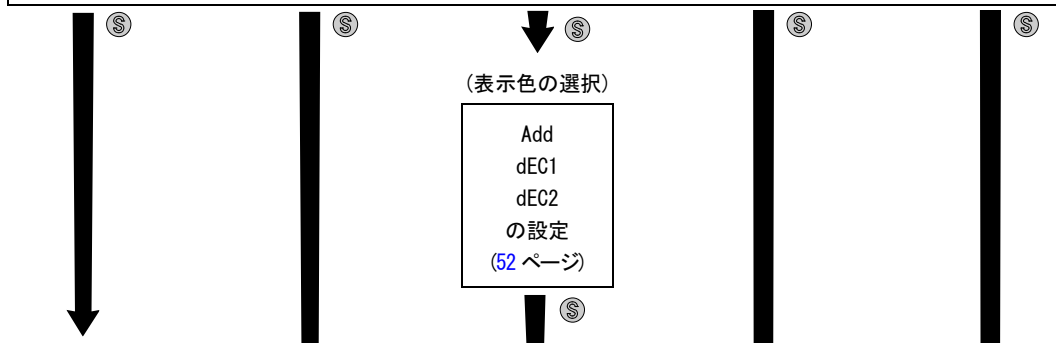 Ⓢ Ⓢ Ⓢ Ⓢ Ⓢ
(表示色の選択)
Add
dEC1
dEC2
の設定
(52 ページ)
Ⓢ